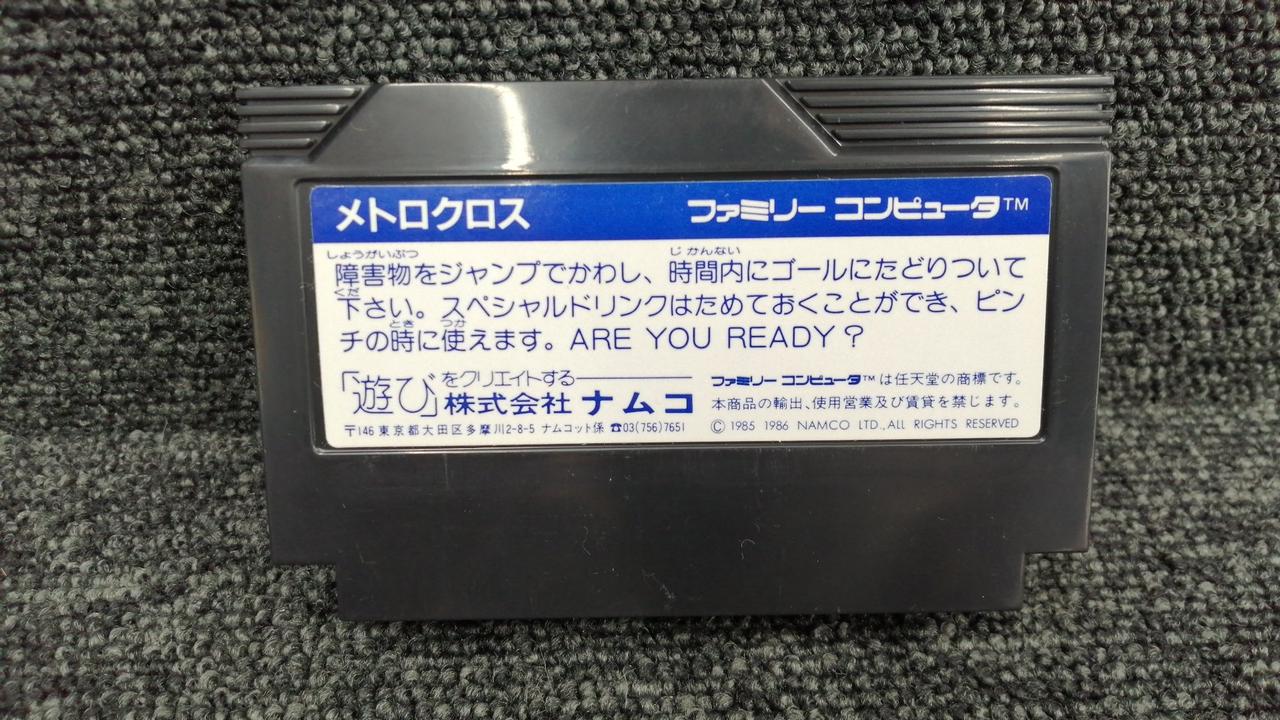 メトロクロス
ファミリー コンピュータ™
しょうがいぶつ じかんない
障害物をジャンプでかわし、時間内にゴールにたどりついて
くだ
下さい。スペシャルドリンクはためておくことができ、ピン
とき つか
チの時に使えます。ARE YOU READY?
「遊び」をクリエイトする
株式会社 ナムコ
〒146 東京都大田区多摩川2-8-5 ナムコット係 ☎03(756)7651
ファミリー コンピュータ™は任天堂の商標です。
本商品の輸出、使用営業及び賃貸を禁じます。
Ⓒ 1985 1986 NAMCO LTD.,ALL RIGHTS RESERVED